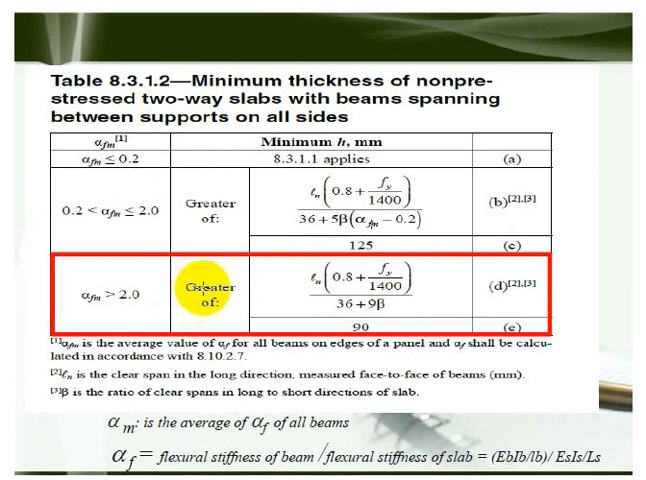 Table 8.3.1.2—Minimum thickness of nonpre-
stressed two-way slabs with beams spanning
between supports on all sides
αfm[1] Minimum h, mm
αfm ≤ 0.2 8.3.1.1 applies (a)
0.2 < αfm ≤ 2.0 Greater of: ℓn(0.8 + fy/1400) / 36 + 5β(αfm − 0.2) (b)[2],[3]
125 (c)
αfm > 2.0 Greater of: ℓn(0.8 + fy/1400) / 36 + 9β (d)[2],[3]
90 (e)
[1]αfm is the average value of αf for all beams on edges of a panel and αf shall be calcu-
lated in accordance with 8.10.2.7.
[2]ℓn is the clear span in the long direction, measured face-to-face of beams (mm).
[3]β is the ratio of clear spans in long to short directions of slab.
α m: is the average of αf of all beams
αf = flexural stiffness of beam / flexural stiffness of slab = (EbIb/lb)/ EsIs/Ls